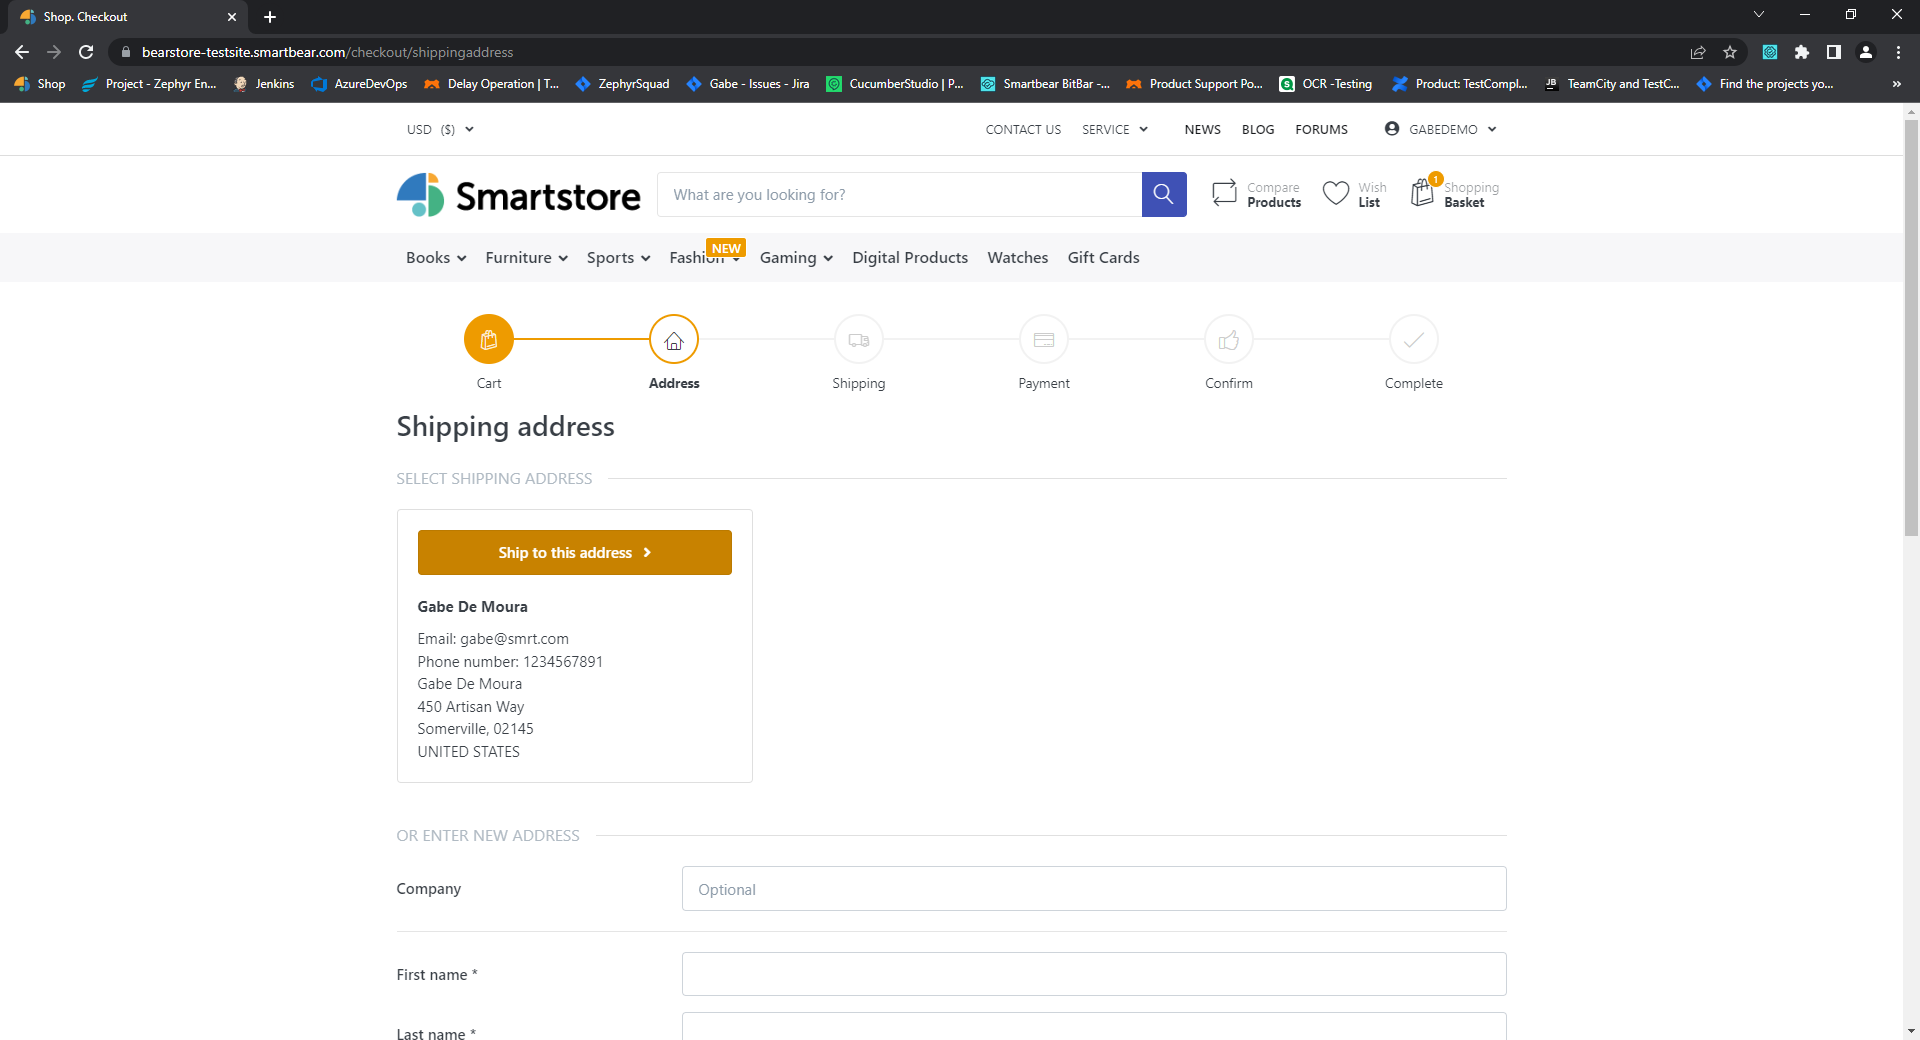 Shop. Checkout
bearstore-testsite.smartbear.com/checkout/shippingaddress
Shop Project - Zephyr En... Jenkins AzureDevOps Delay Operation | T... ZephyrSquad Gabe - Issues - Jira CucumberStudio | P... Smartbear BitBar -... Product Support Po... OCR -Testing Product: TestCompl... TeamCity and TestC... Find the projects yo... »
USD ($) CONTACT US SERVICE NEWS BLOG FORUMS GABEDEMO
Smartstore What are you looking for? Compare Products Wish List 1 Shopping Basket
Books Furniture Sports Fashion NEW Gaming Digital Products Watches Gift Cards
Cart Address Shipping Payment Confirm Complete
Shipping address
SELECT SHIPPING ADDRESS
Ship to this address
Gabe De Moura
Email: gabe@smrt.com
Phone number: 1234567891
Gabe De Moura
450 Artisan Way
Somerville, 02145
UNITED STATES
OR ENTER NEW ADDRESS
Company Optional
First name *
Last name *